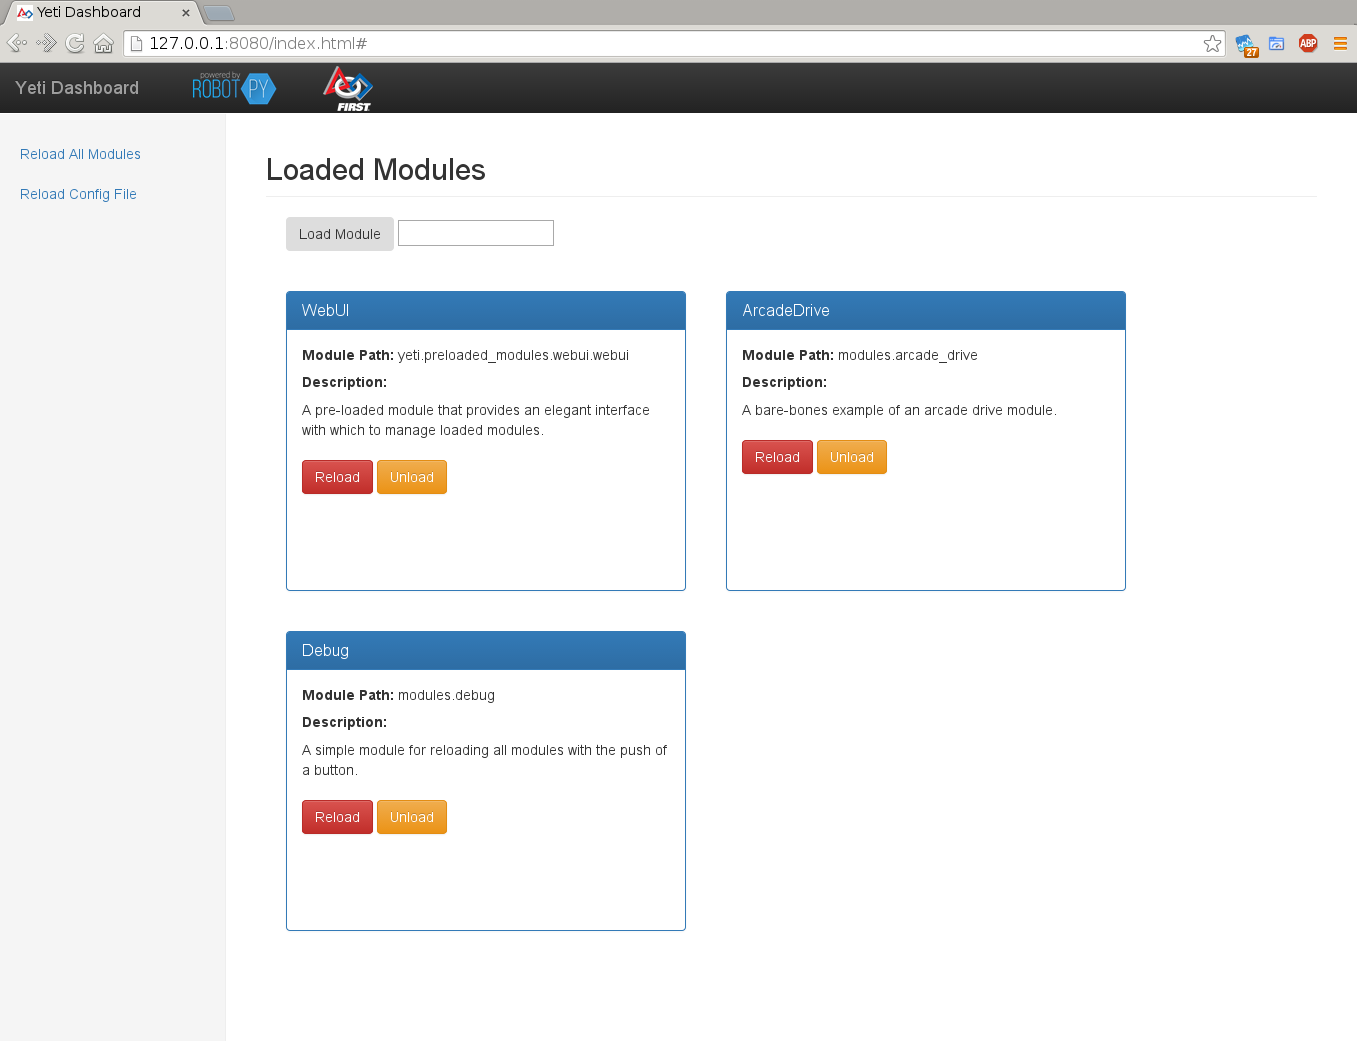 Yeti Dashboard
127.0.0.1:8080/index.html#
27
ABP
Yeti Dashboard
powered by
ROBOTPY
FIRST
Reload All Modules
Reload Config File
Loaded Modules
Load Module
WebUI
Module Path: yeti.preloaded_modules.webui.webui
Description:
A pre-loaded module that provides an elegant interface
with which to manage loaded modules.
Reload
Unload
ArcadeDrive
Module Path: modules.arcade_drive
Description:
A bare-bones example of an arcade drive module.
Reload
Unload
Debug
Module Path: modules.debug
Description:
A simple module for reloading all modules with the push of
a button.
Reload
Unload